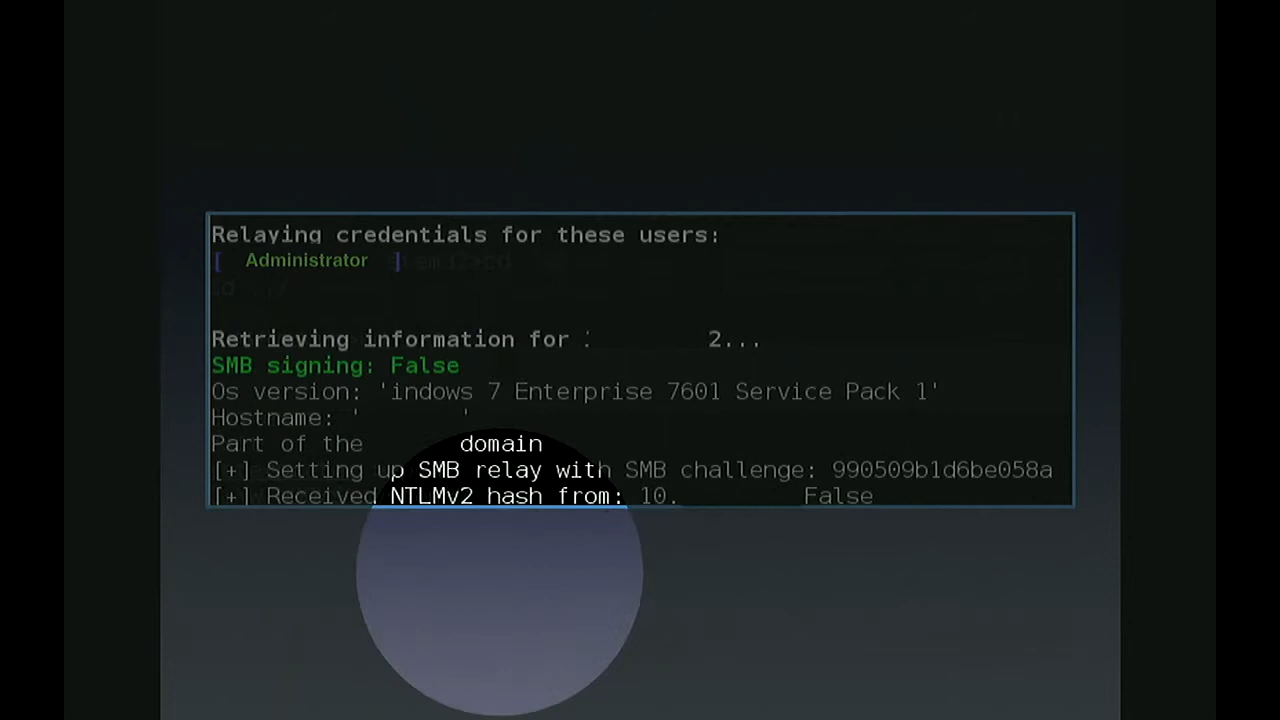 Relaying credentials for these users:
[ Administrator ]
Retrieving information for 2...
SMB signing: False
Os version: 'indows 7 Enterprise 7601 Service Pack 1'
Hostname: ' '
Part of the domain
[+] Setting up SMB relay with SMB challenge: 990509b1d6be058a
[+] Received NTLMv2 hash from: 10. False